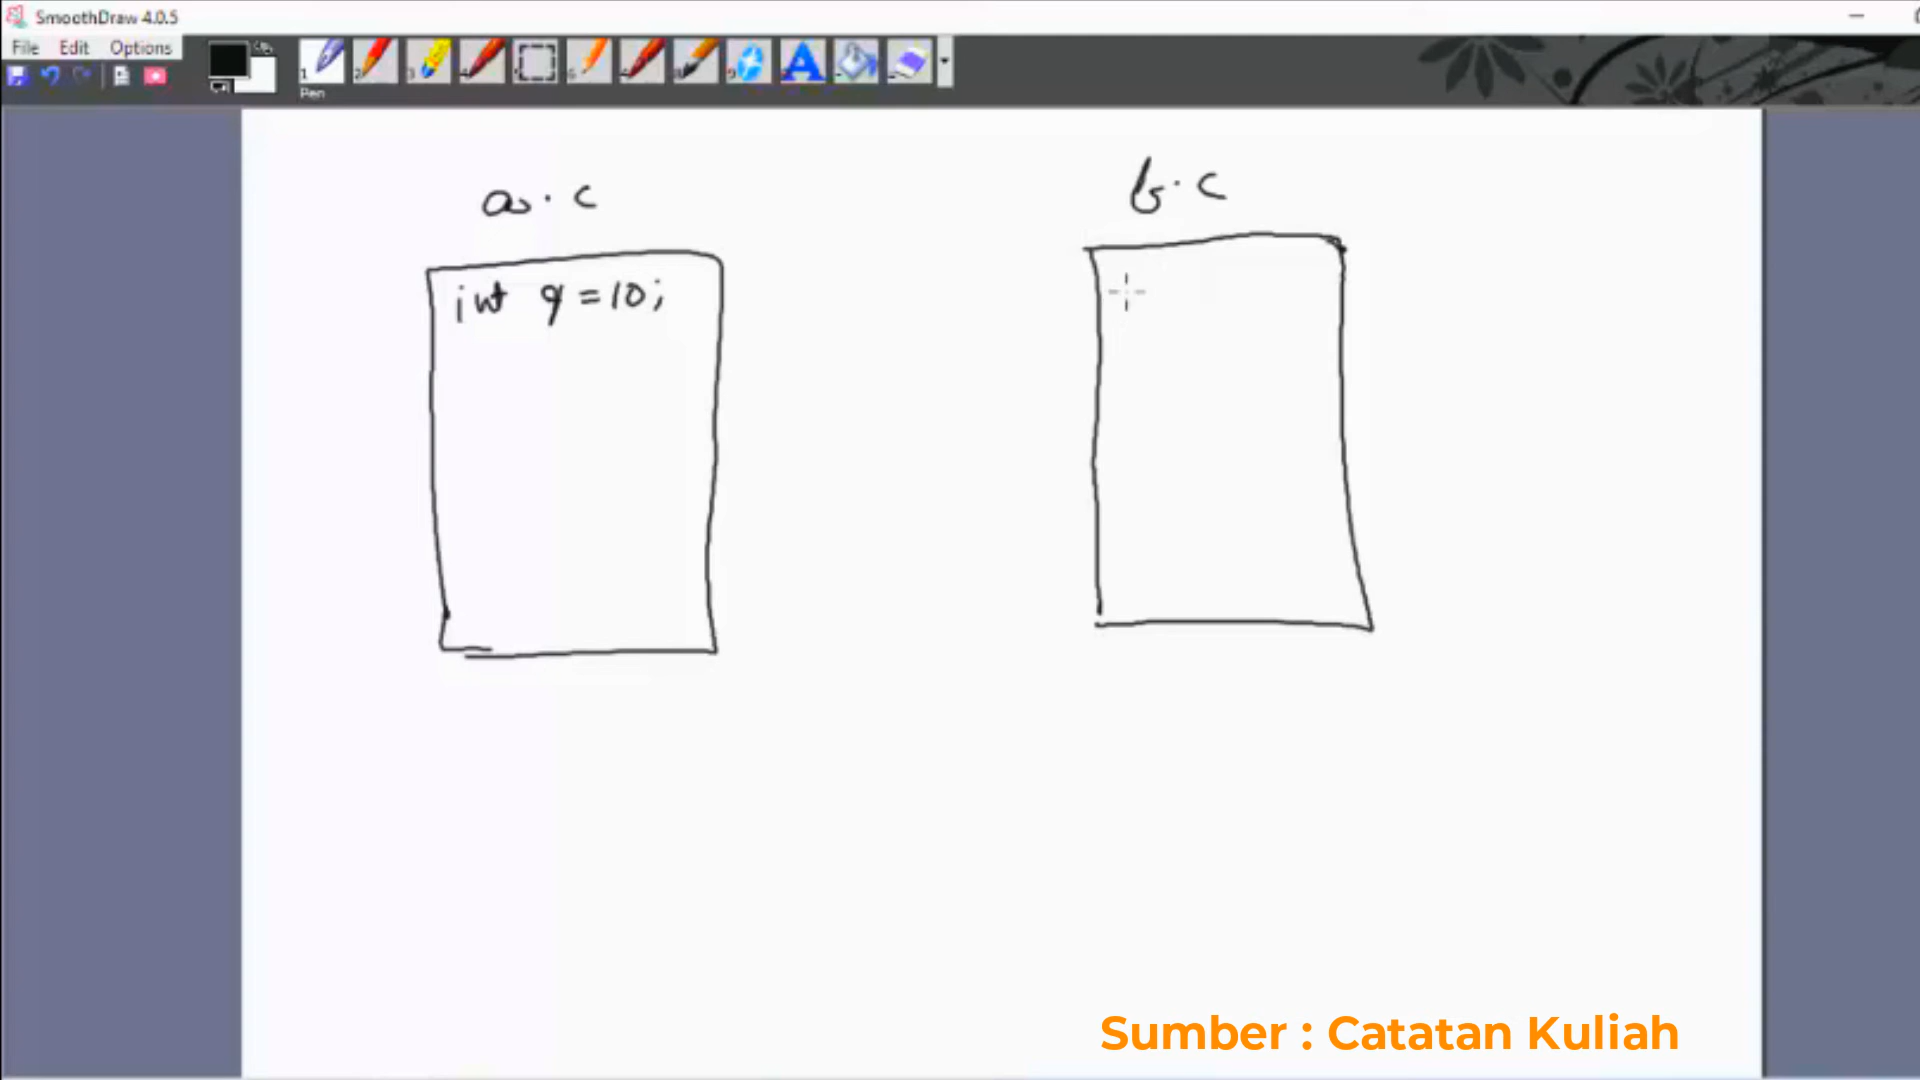 SmoothDraw 4.0.5
File Edit Options
Pen
a.c
b.c
int q=10;
Sumber : Catatan Kuliah